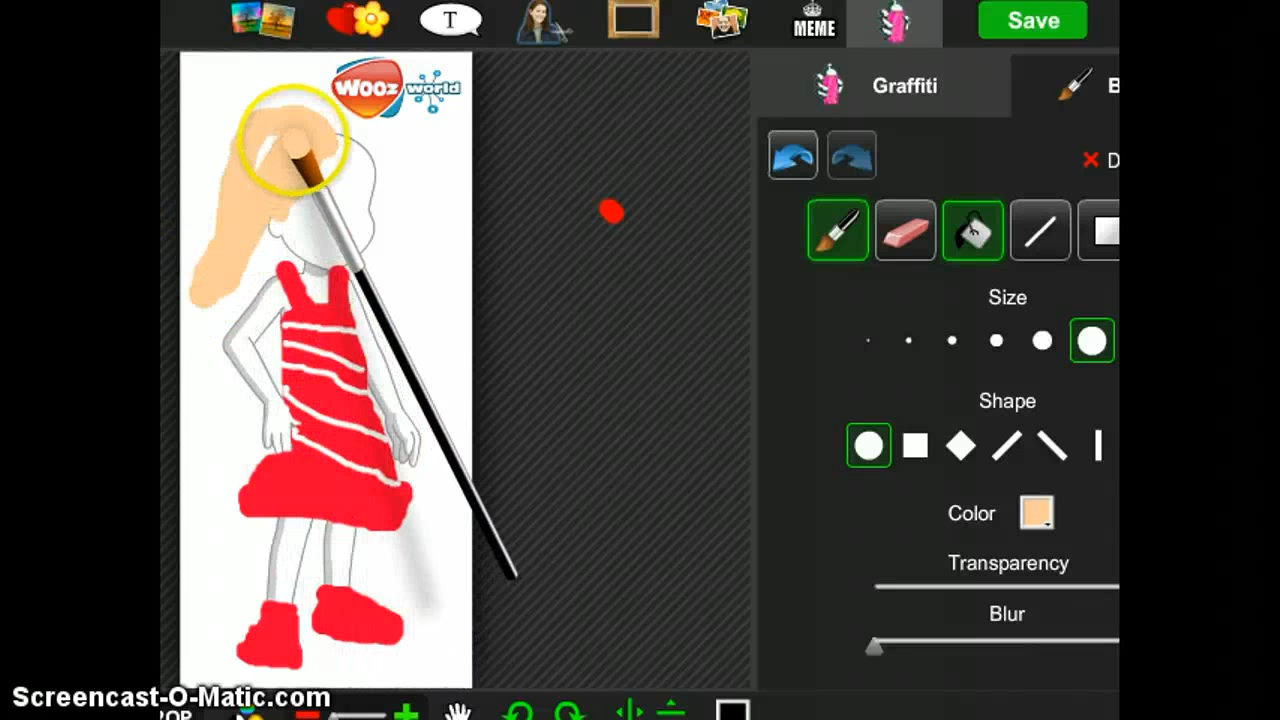 T
MEME
Save
WOOZ world
Graffiti
B
D
Size
Shape
Color
Transparency
Blur
Screencast-O-Matic.com